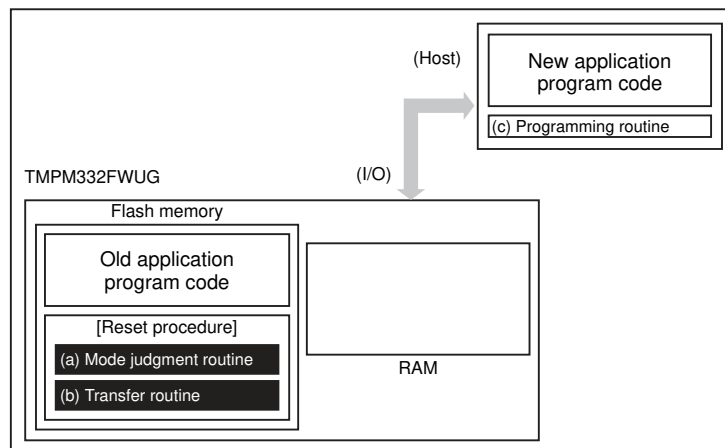 (Host)
New application
program code
(c) Programming routine
(I/O)
TMPM332FWUG
Flash memory
Old application
program code
[Reset procedure]
(a) Mode judgment routine
(b) Transfer routine
RAM